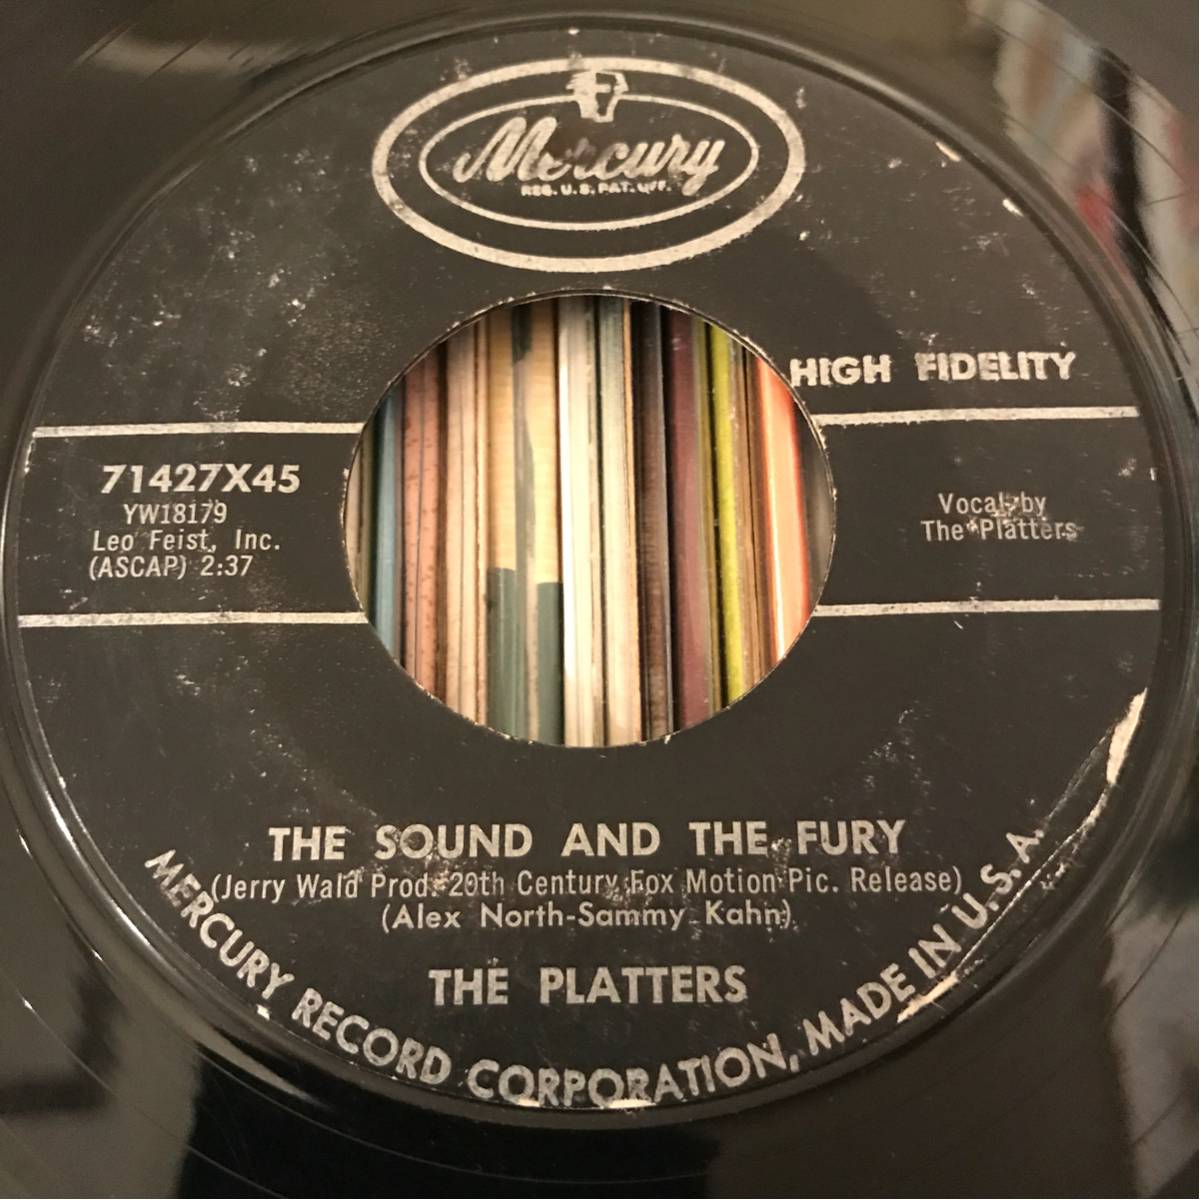 Mercury
REG. U.S. PAT. OFF.
HIGH FIDELITY
71427X45
YW18179
Leo Feist, Inc.
(ASCAP) 2:37
Vocal by
The Platters
THE SOUND AND THE FURY
(Jerry Wald Prod. 20th Century Fox Motion Pic. Release)
(Alex North-Sammy Kahn)
THE PLATTERS
MERCURY RECORD CORPORATION, MADE IN U.S.A.